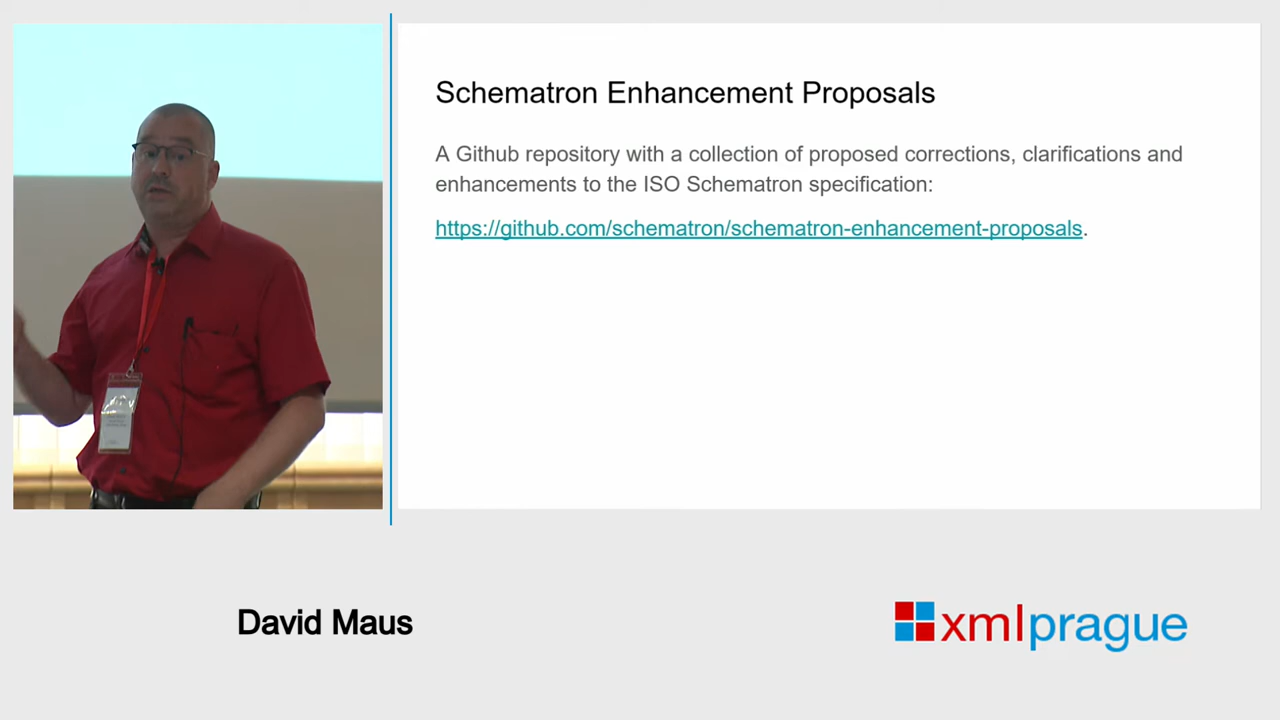 Schematron Enhancement Proposals
A Github repository with a collection of proposed corrections, clarifications and
enhancements to the ISO Schematron specification:
https://github.com/schematron/schematron-enhancement-proposals.
David Maus
xmlprague